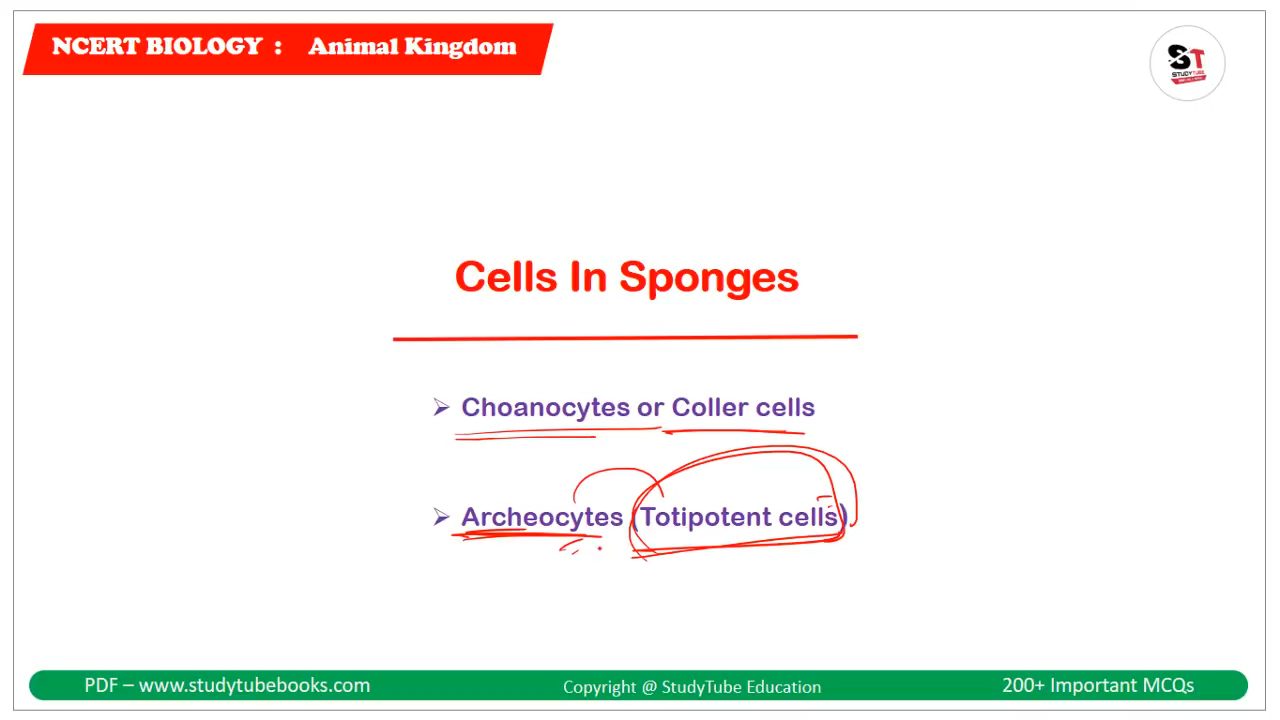 NCERT BIOLOGY : Animal Kingdom
ST
STUDYTUBE
Cells In Sponges
➢ Choanocytes or Coller cells
➢ Archeocytes (Totipotent cells)
PDF – www.studytubebooks.com
Copyright @ StudyTube Education
200+ Important MCQs